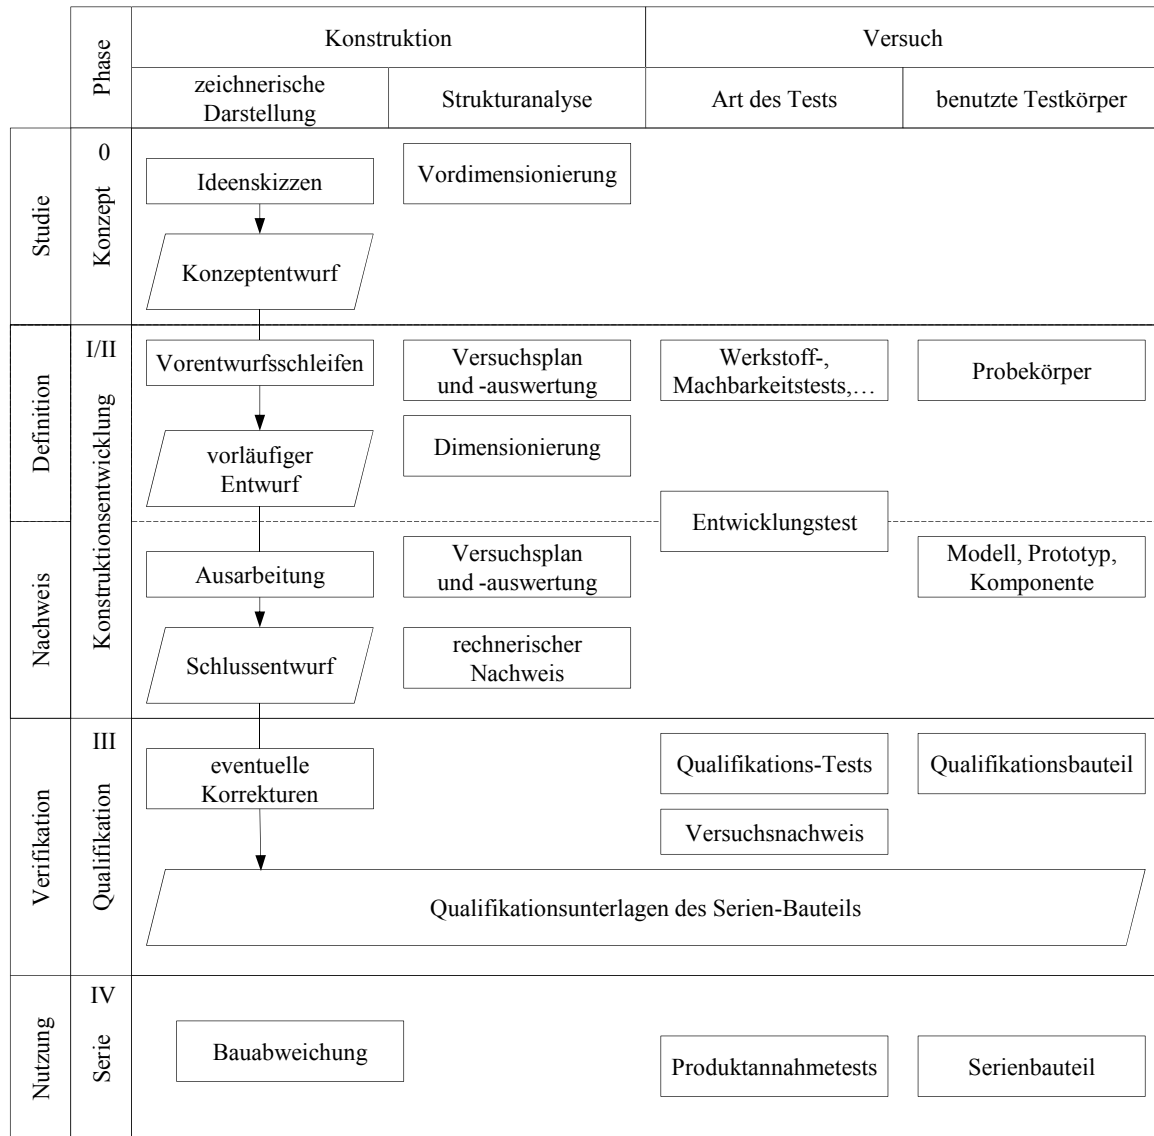 Phase
Konstruktion
Versuch
zeichnerische
Darstellung
Strukturanalyse
Art des Tests
benutzte Testkörper
Studie
0
Konzept
Ideenskizzen
Vordimensionierung
Konzeptentwurf
Definition
I/II
Konstruktionsentwicklung
Vorentwurfsschleifen
Versuchsplan
und -auswertung
Werkstoff-,
Machbarkeitstests,…
Probekörper
vorläufiger
Entwurf
Dimensionierung
Entwicklungstest
Nachweis
Ausarbeitung
Versuchsplan
und -auswertung
Modell, Prototyp,
Komponente
Schlussentwurf
rechnerischer
Nachweis
Verifikation
III
Qualifikation
eventuelle
Korrekturen
Qualifikations-Tests
Qualifikationsbauteil
Versuchsnachweis
Qualifikationsunterlagen des Serien-Bauteils
Nutzung
IV
Serie
Bauabweichung
Produktannahmetests
Serienbauteil